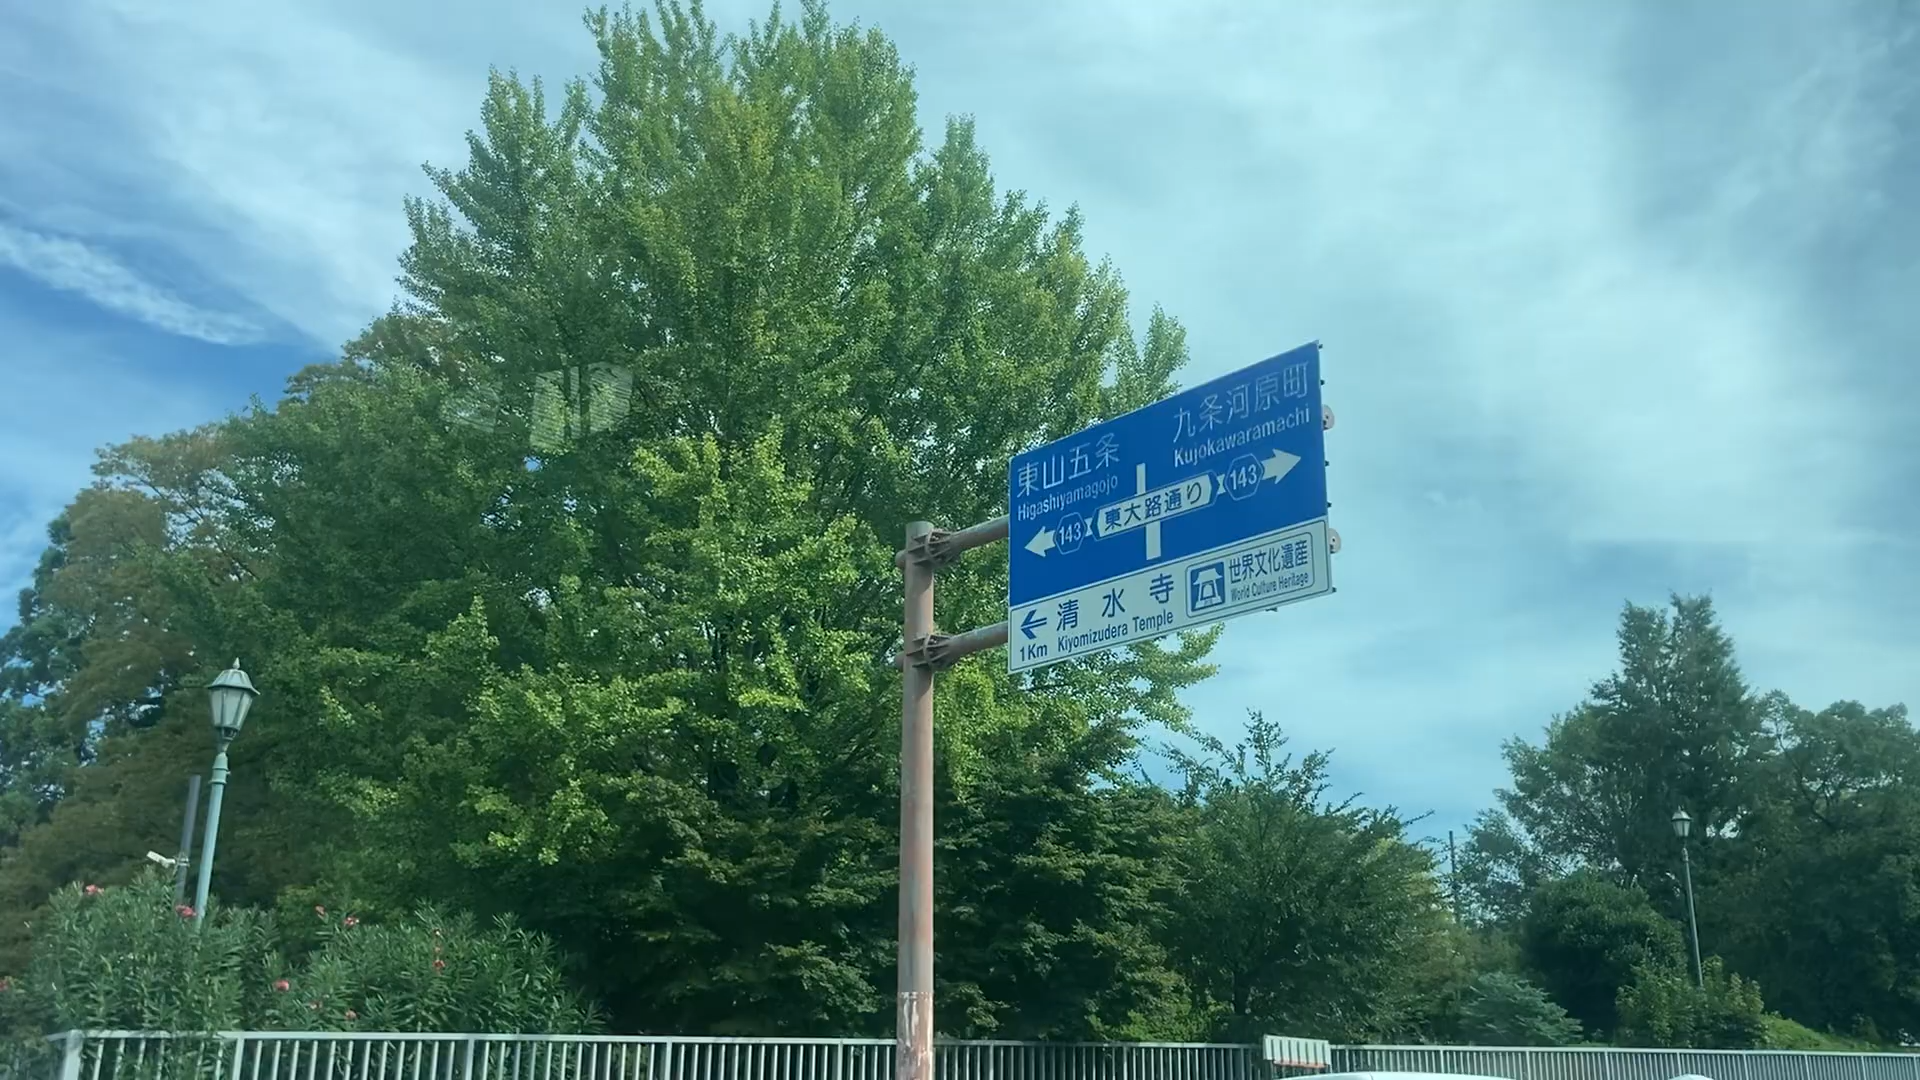 九条河原町
Kujokawaramachi
東山五条
Higashiyamagojo
143 東大路通り 143
清水寺
Kiyomizudera Temple
1Km
世界文化遺産
World Culture Heritage